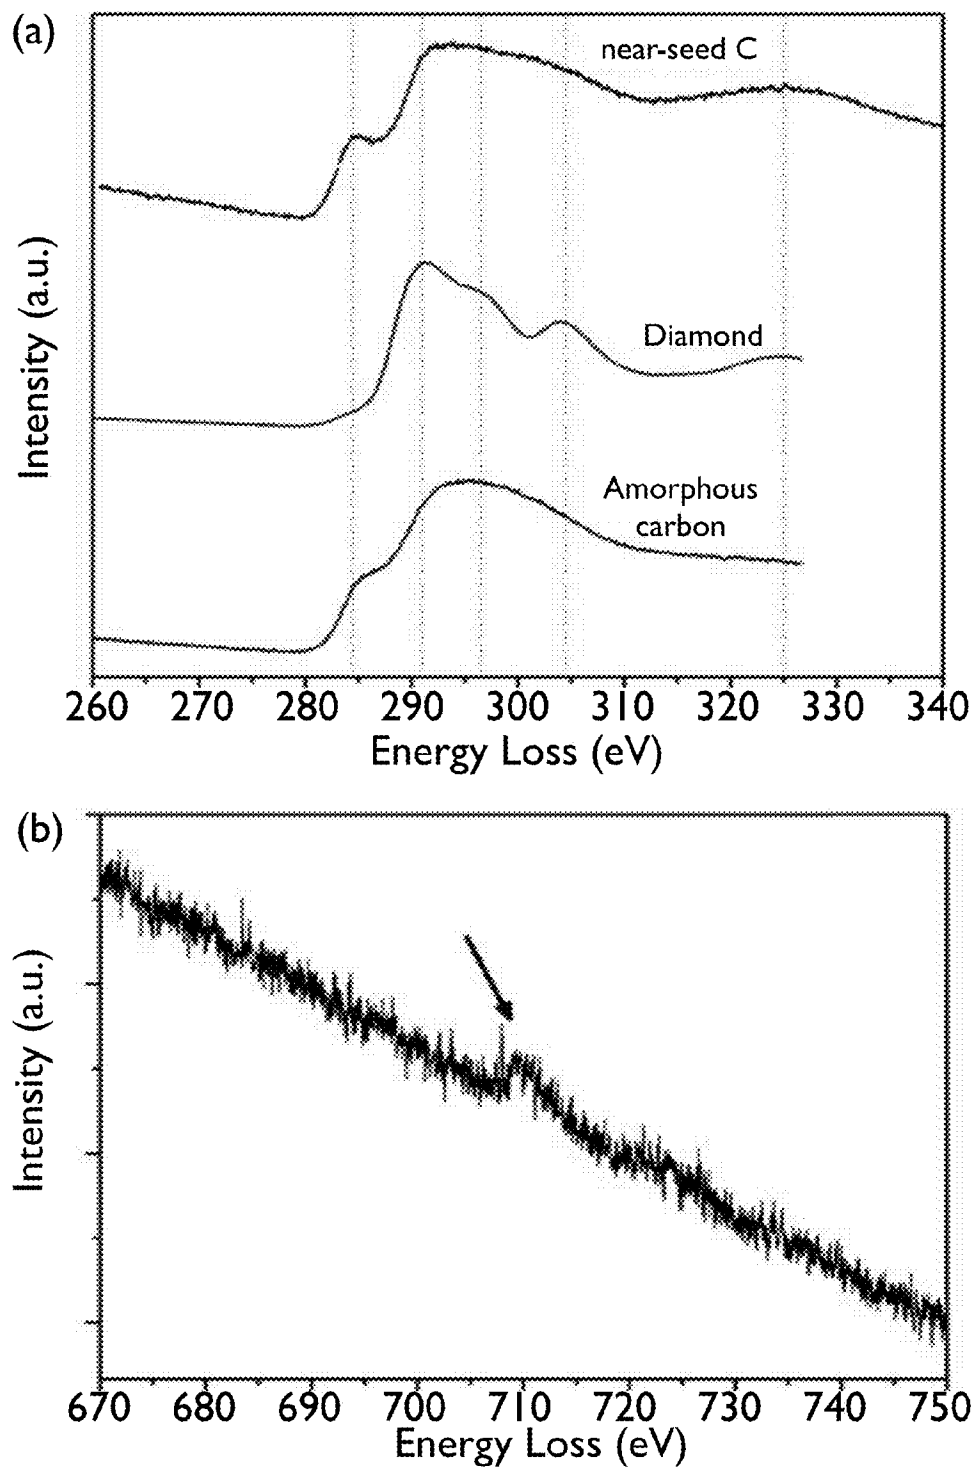 (a)
near-seed C
Diamond
Amorphous
carbon
Intensity (a.u.)
260 270 280 290 300 310 320 330 340
Energy Loss (eV)
(b)
Intensity (a.u.)
670 680 690 700 710 720 730 740 750
Energy Loss (eV)